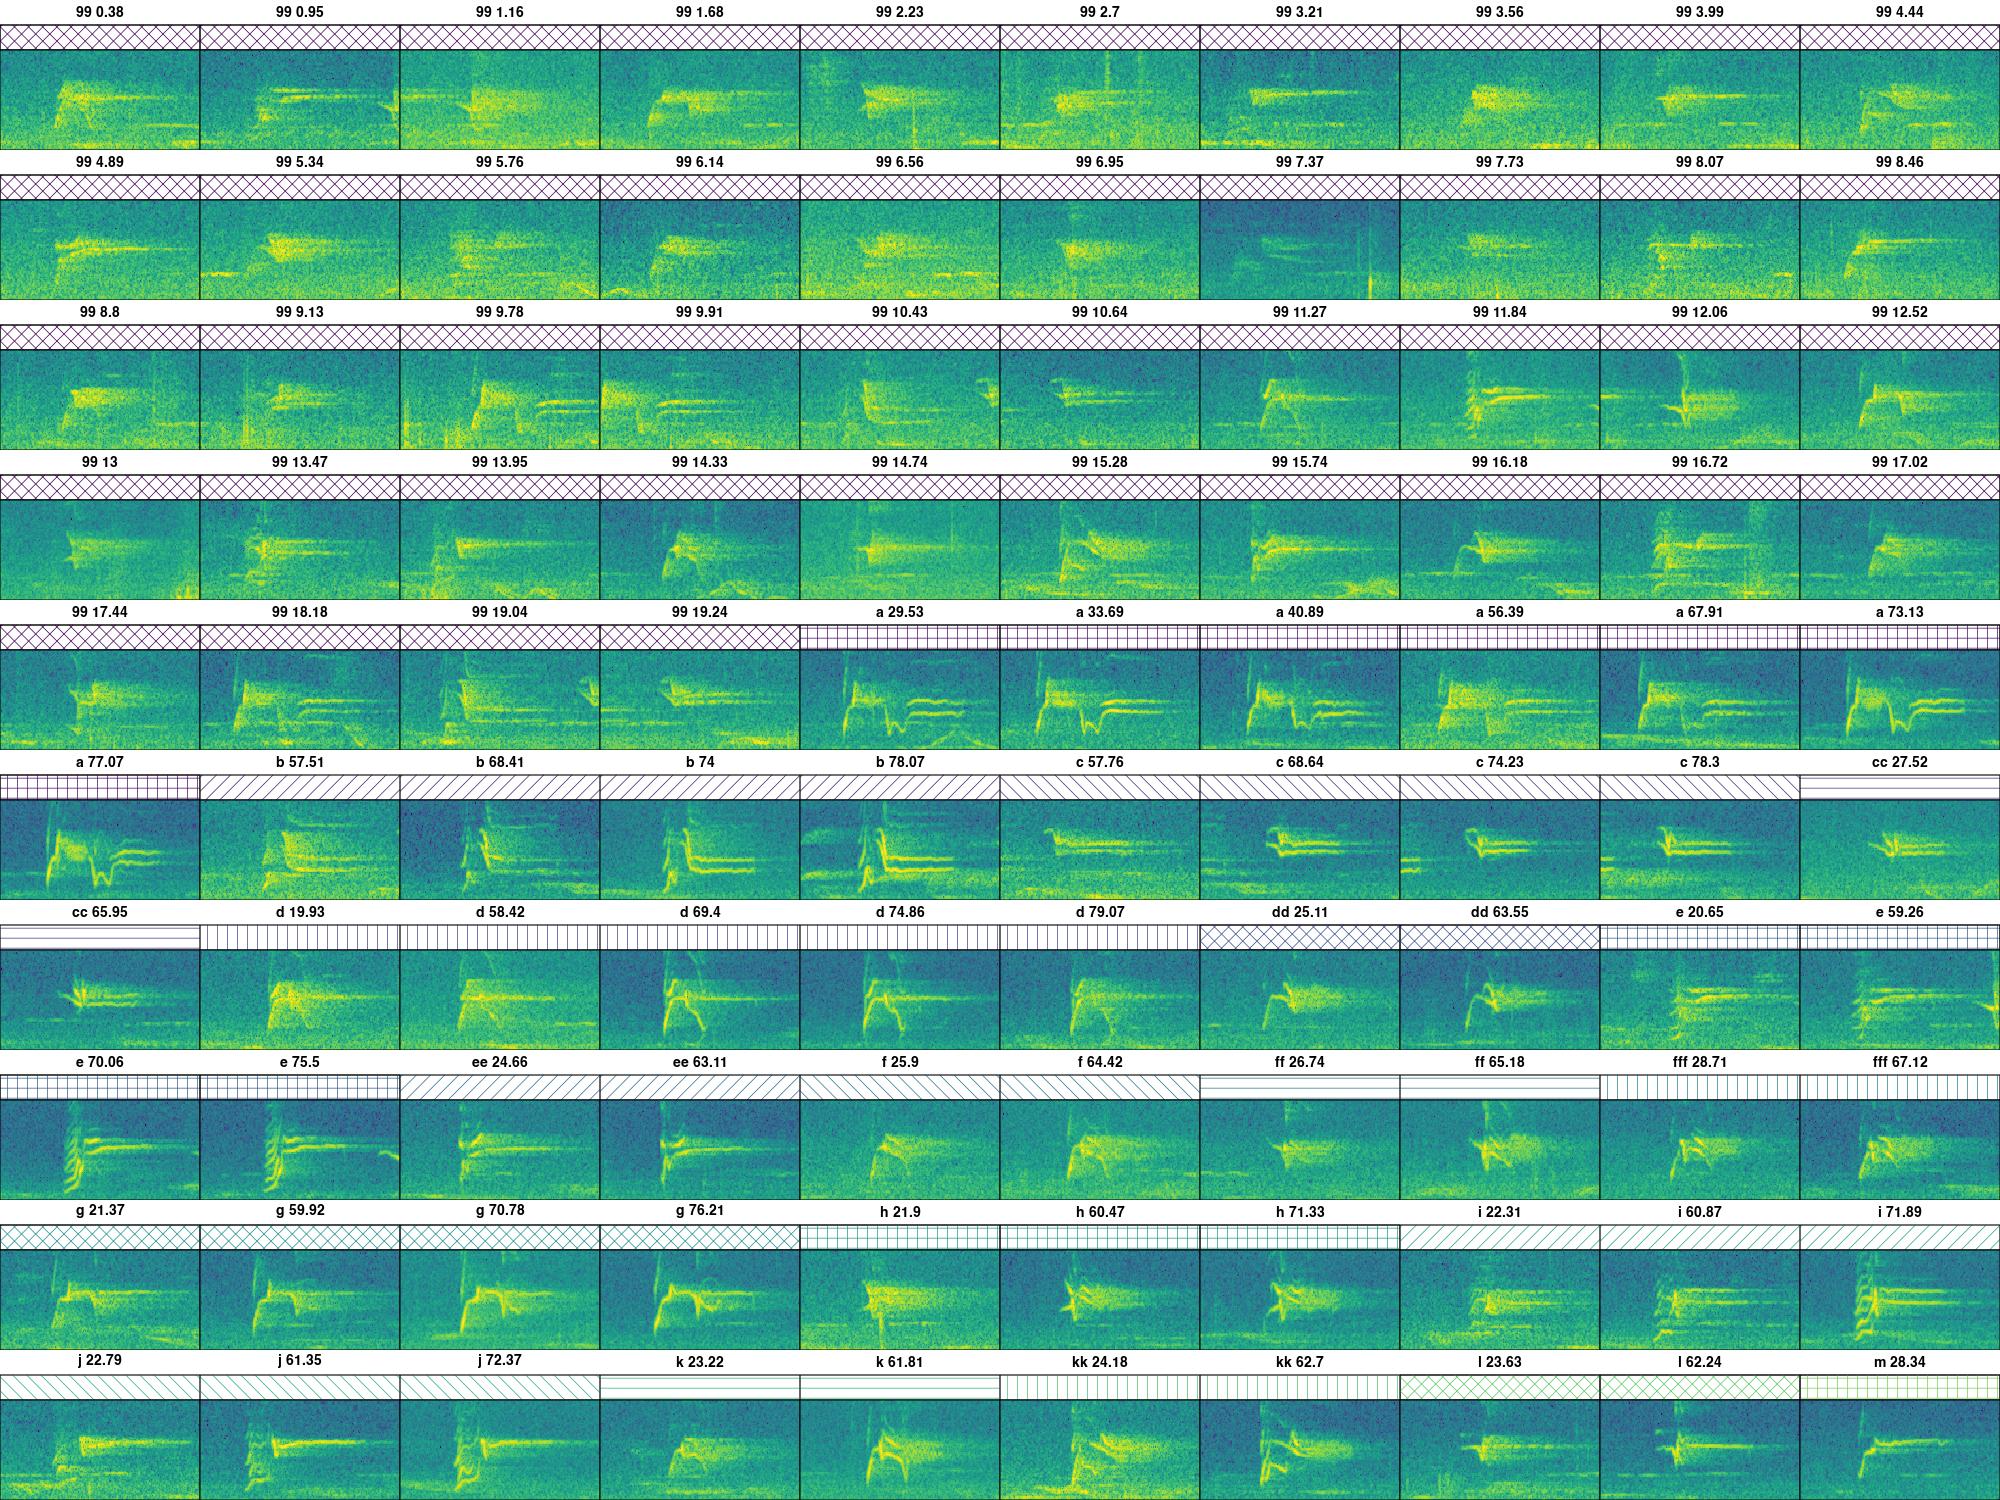 99 0.38 99 0.95 99 1.16 99 1.68 99 2.23 99 2.7 99 3.21 99 3.56 99 3.99 99 4.44
99 4.89 99 5.34 99 5.76 99 6.14 99 6.56 99 6.95 99 7.37 99 7.73 99 8.07 99 8.46
99 8.8 99 9.13 99 9.78 99 9.91 99 10.43 99 10.64 99 11.27 99 11.84 99 12.06 99 12.52
99 13 99 13.47 99 13.95 99 14.33 99 14.74 99 15.28 99 15.74 99 16.18 99 16.72 99 17.02
99 17.44 99 18.18 99 19.04 99 19.24 a 29.53 a 33.69 a 40.89 a 56.39 a 67.91 a 73.13
a 77.07 b 57.51 b 68.41 b 74 b 78.07 c 57.76 c 68.64 c 74.23 c 78.3 cc 27.52
cc 65.95 d 19.93 d 58.42 d 69.4 d 74.86 d 79.07 dd 25.11 dd 63.55 e 20.65 e 59.26
e 70.06 e 75.5 ee 24.66 ee 63.11 f 25.9 f 64.42 ff 26.74 ff 65.18 fff 28.71 fff 67.12
g 21.37 g 59.92 g 70.78 g 76.21 h 21.9 h 60.47 h 71.33 i 22.31 i 60.87 i 71.89
j 22.79 j 61.35 j 72.37 k 23.22 k 61.81 kk 24.18 kk 62.7 l 23.63 l 62.24 m 28.34